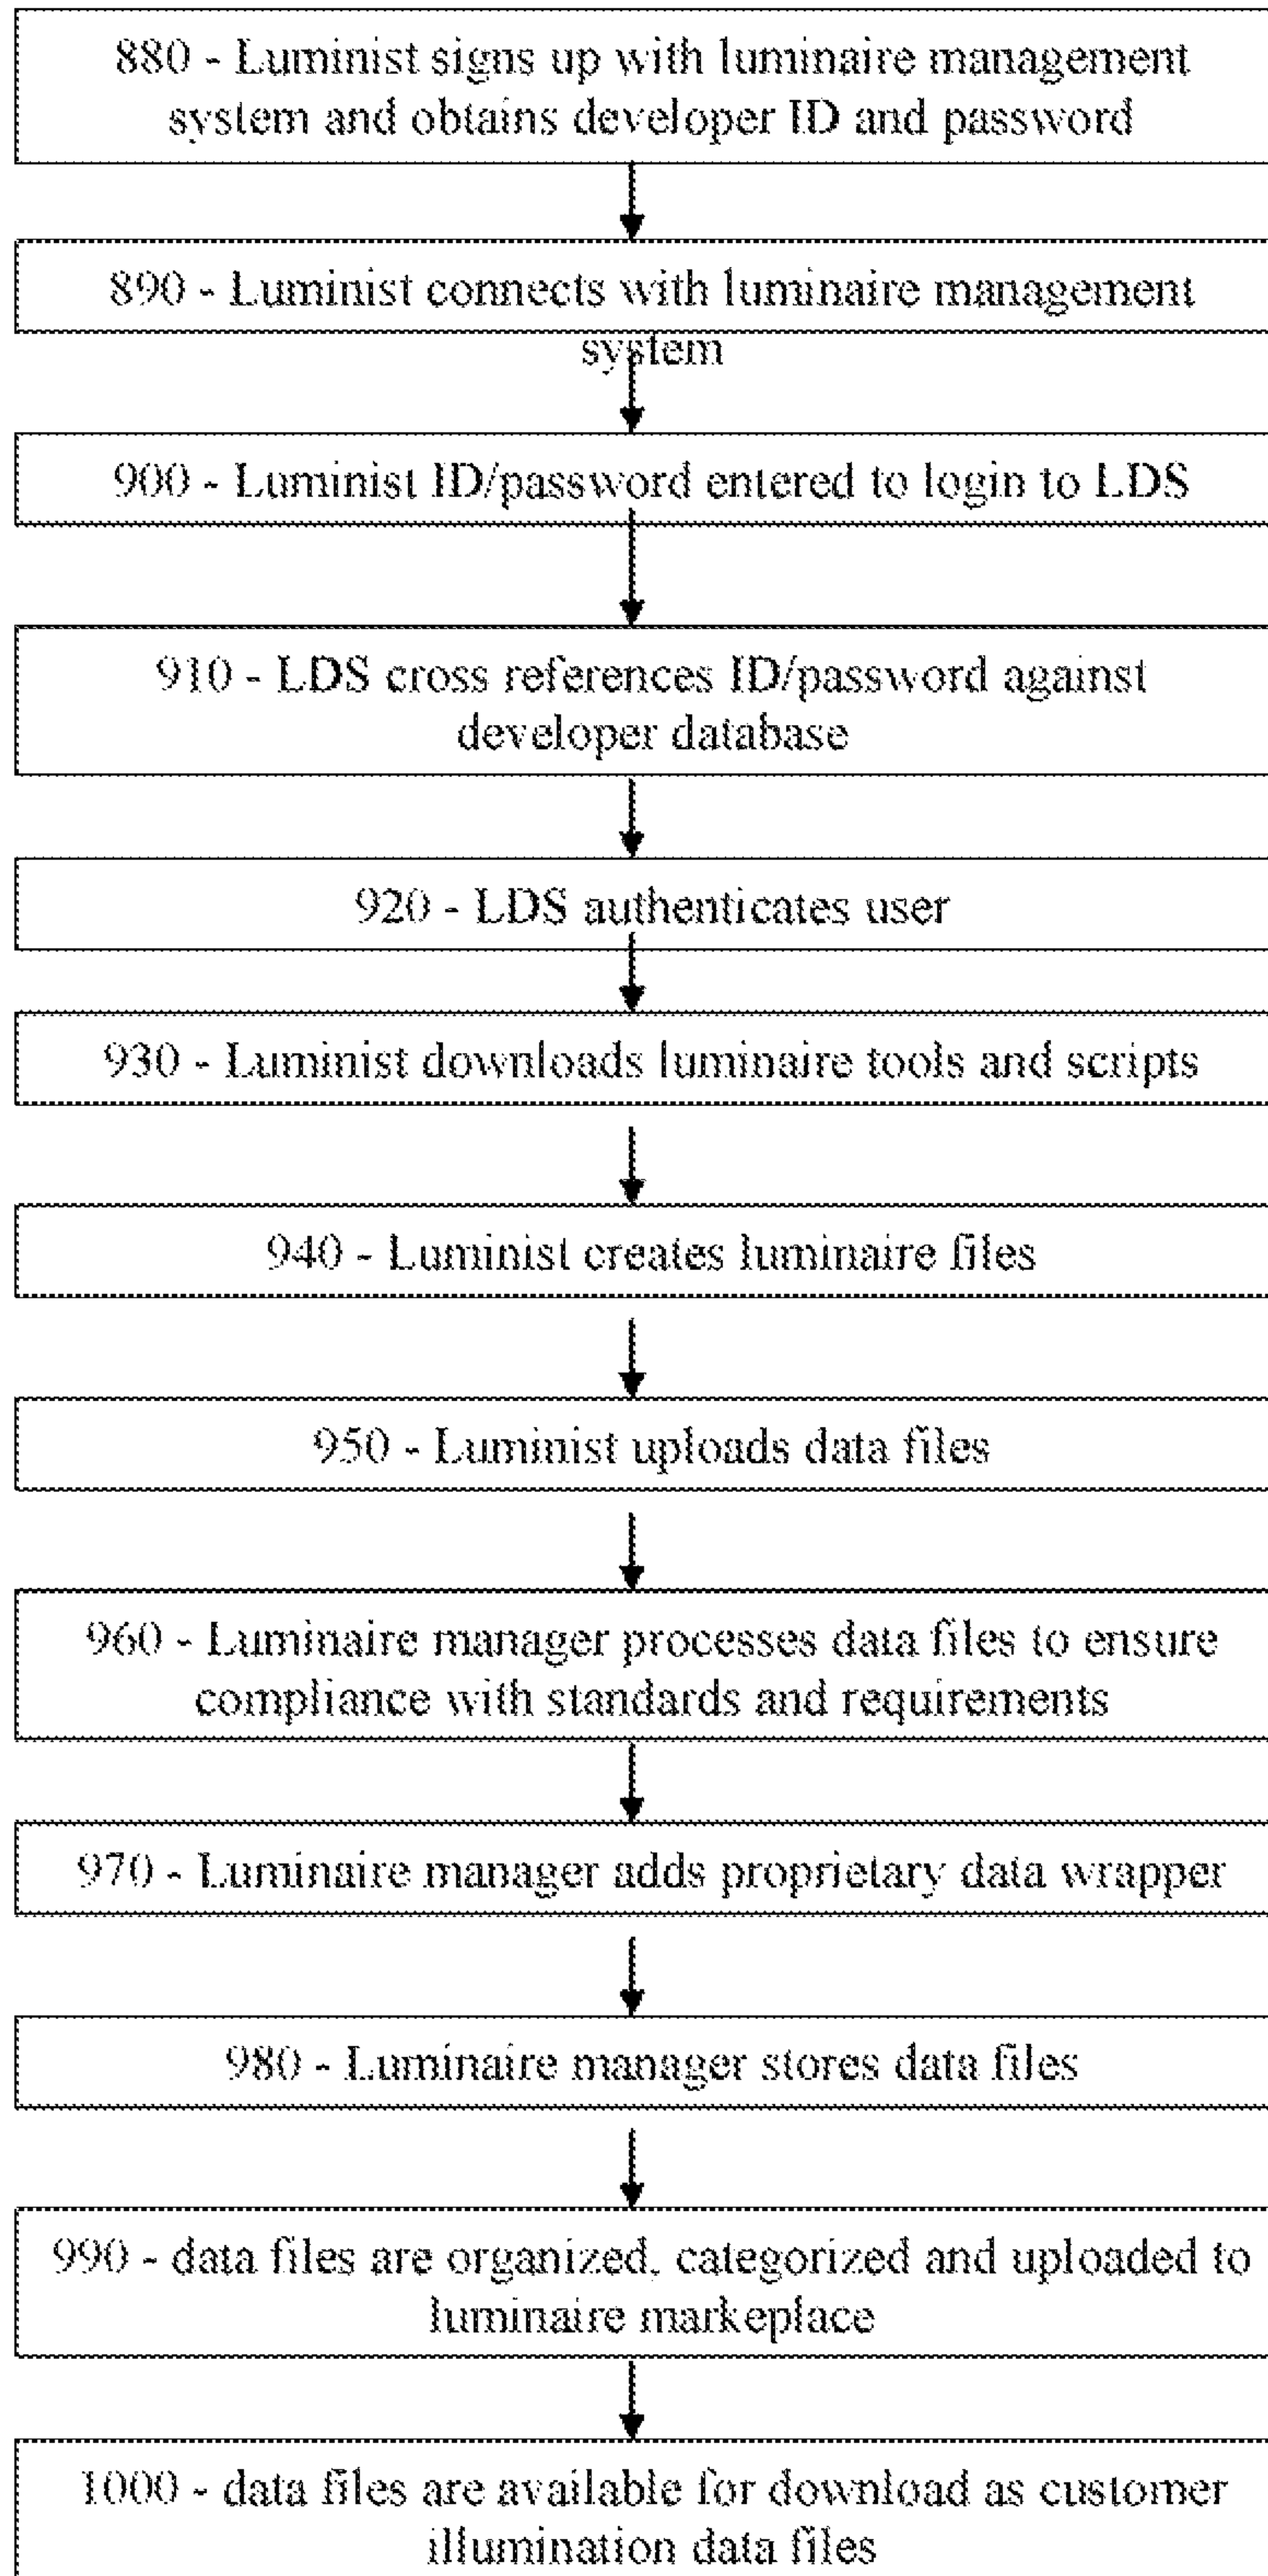 880 - Luminist signs up with luminaire management
system and obtains developer ID and password
890 - Luminist connects with luminaire management
system
900 - Luminist ID/password entered to login to LDS
910 - LDS cross references ID/password against
developer database
920 - LDS authenticates user
930 - Luminist downloads luminaire tools and scripts
940 - Luminist creates luminaire files
950 - Luminist uploads data files
960 - Luminaire manager processes data files to ensure
compliance with standards and requirements
970 - Luminaire manager adds proprietary data wrapper
980 - Luminaire manager stores data files
990 - data files are organized, categorized and uploaded to
luminaire markeplace
1000 - data files are available for download as customer
illumination data files